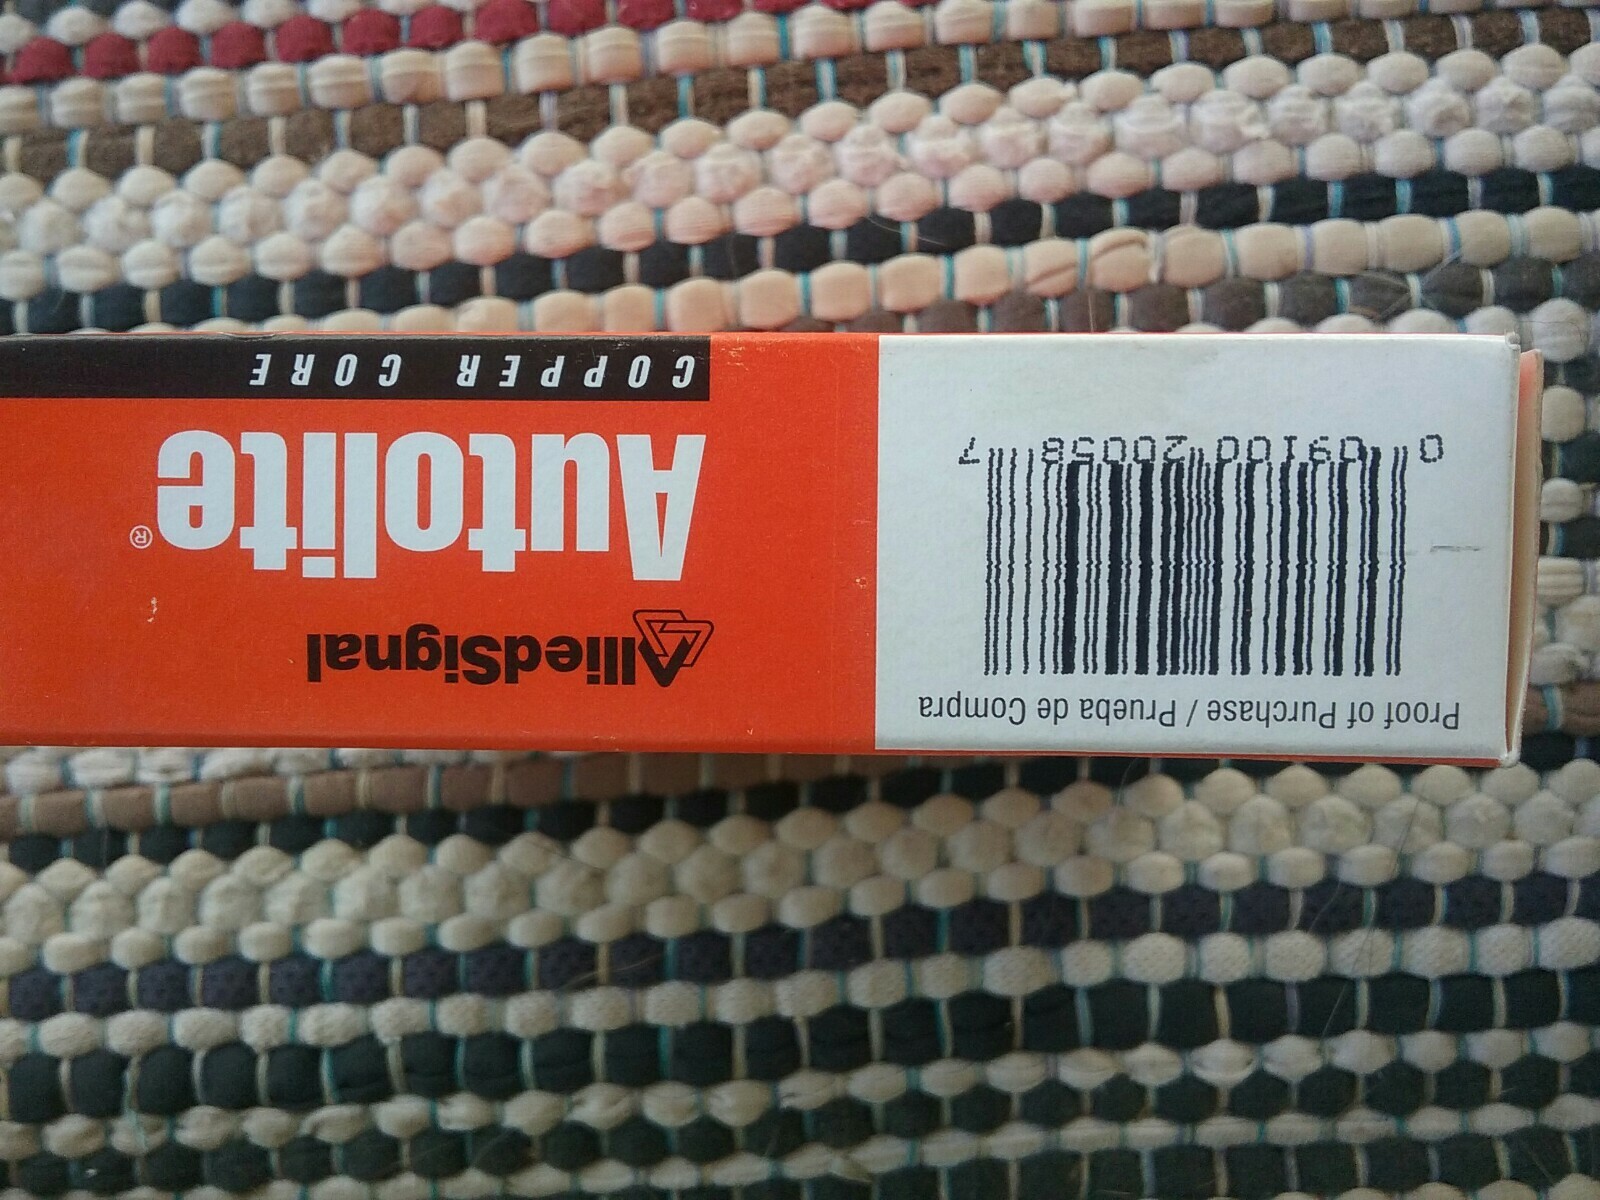 Proof of Purchase / Prueba de Compra
0 09100 20058 7
AlliedSignal
Autolite®
COPPER CORE